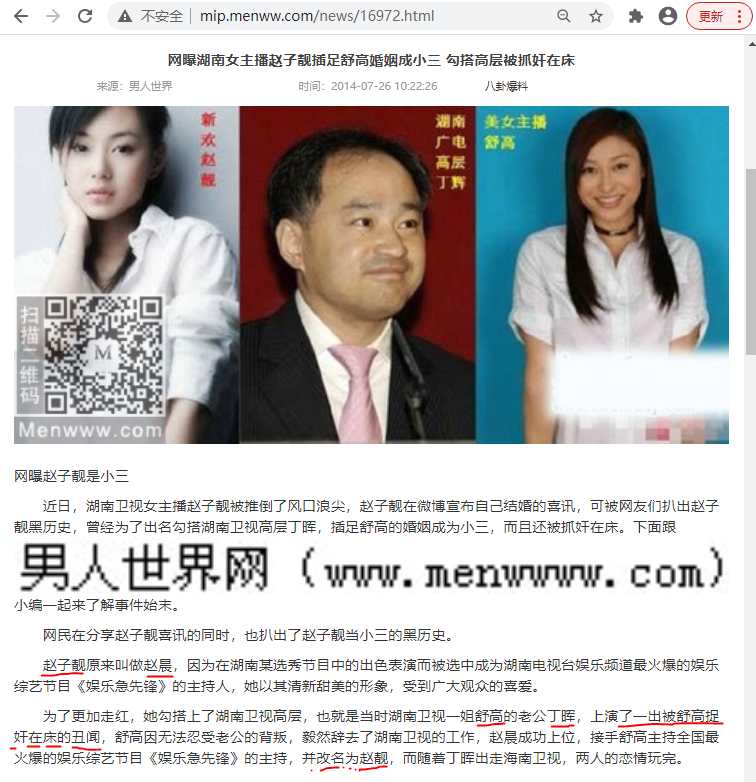 不安全 | mip.menww.com/news/16972.html
更新
网曝湖南女主播赵子靓插足舒高婚姻成小三 勾搭高层被抓奸在床
来源：男人世界 时间：2014-07-26 10:22:26 八卦爆料
新欢赵靓
湖南广电高层丁辉
美女主播舒高
扫描二维码
M
Menwww.com
网曝赵子靓是小三
近日，湖南卫视女主播赵子靓被推倒了风口浪尖，赵子靓在微博宣布自己结婚的喜讯，可被网友们扒出赵子
靓黑历史，曾经为了出名勾搭湖南卫视高层丁晖，插足舒高的婚姻成为小三，而且还被抓奸在床。下面跟
男人世界网（www.menwwww.com）
小编一起来了解事件始末。
网民在分享赵子靓喜讯的同时，也扒出了赵子靓当小三的黑历史。
赵子靓原来叫做赵晨，因为在湖南某选秀节目中的出色表演而被选中成为湖南电视台娱乐频道最火爆的娱乐
综艺节目《娱乐急先锋》的主持人，她以其清新甜美的形象，受到广大观众的喜爱。
为了更加走红，她勾搭上了湖南卫视高层，也就是当时湖南卫视一姐舒高的老公丁晖，上演了一出被舒高捉
奸在床的丑闻，舒高因无法忍受老公的背叛，毅然辞去了湖南卫视的工作，赵晨成功上位，接手舒高主持全国最
火爆的娱乐综艺节目《娱乐急先锋》的主持，并改名为赵靓，而随着丁晖出走海南卫视，两人的恋情玩完。